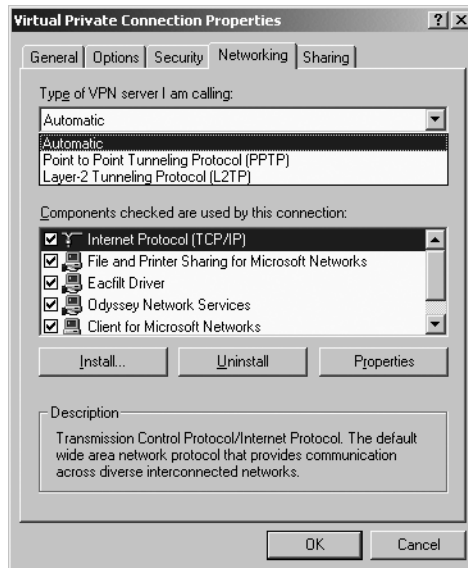 Virtual Private Connection Properties
General Options Security Networking Sharing
Type of VPN server I am calling:
Automatic
Automatic
Point to Point Tunneling Protocol (PPTP)
Layer-2 Tunneling Protocol (L2TP)
Components checked are used by this connection:
Internet Protocol (TCP/IP)
File and Printer Sharing for Microsoft Networks
Eacfilt Driver
Odyssey Network Services
Client for Microsoft Networks
Install... Uninstall Properties
Description
Transmission Control Protocol/Internet Protocol. The default
wide area network protocol that provides communication
across diverse interconnected networks.
OK Cancel